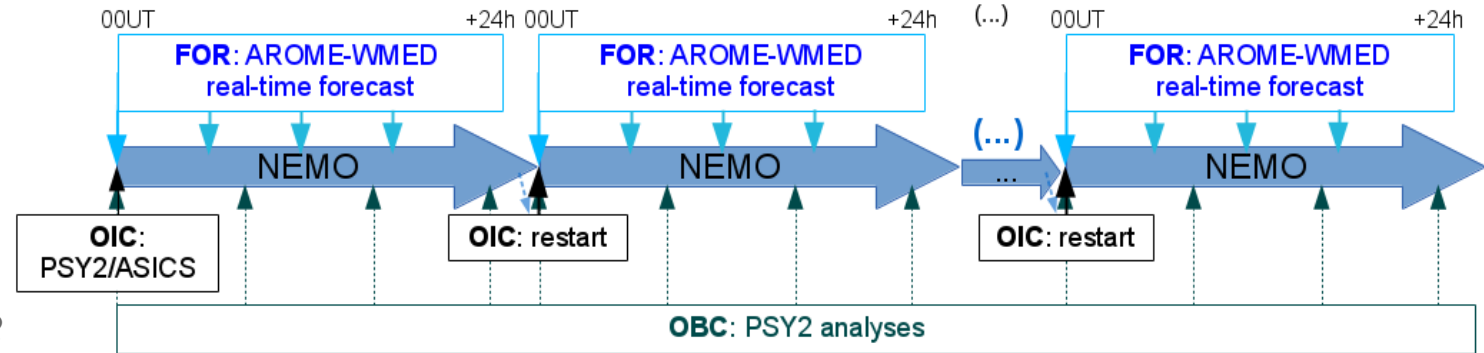 00UT +24h 00UT +24h (...) 00UT +24h
FOR: AROME-WMED
real-time forecast
FOR: AROME-WMED
real-time forecast
FOR: AROME-WMED
real-time forecast
(...)
NEMO NEMO ... NEMO
OIC:
PSY2/ASICS
OIC: restart
OIC: restart
OBC: PSY2 analyses